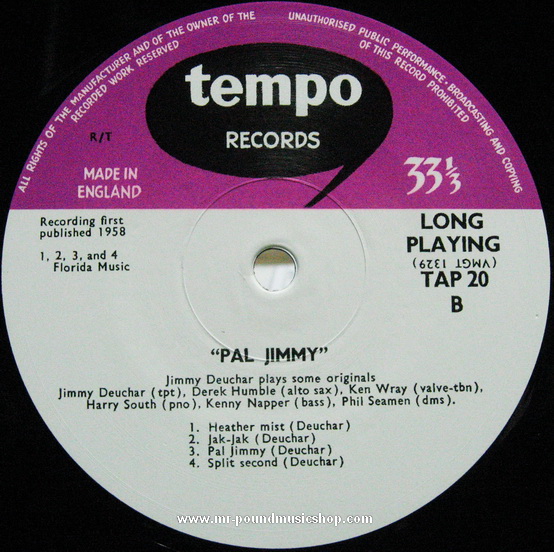 ALL RIGHTS OF THE MANUFACTURER AND OF THE OWNER OF THE
RECORDED WORK RESERVED
UNAUTHORISED PUBLIC PERFORMANCE · BROADCASTING AND COPYING
OF THIS RECORD PROHIBITED
tempo
RECORDS
R/T
MADE IN
ENGLAND
33⅓
Recording first
published 1958
1, 2, 3, and 4
Florida Music
LONG
PLAYING
(VMGT 1329)
TAP 20
B
"PAL JIMMY"
Jimmy Deuchar plays some originals
Jimmy Deuchar (tpt), Derek Humble (alto sax), Ken Wray (valve-tbn),
Harry South (pno), Kenny Napper (bass), Phil Seamen (dms).
1. Heather mist (Deuchar)
2. Jak-Jak (Deuchar)
3. Pal Jimmy (Deuchar)
4. Split second (Deuchar)
www.mr-poundmusicshop.com